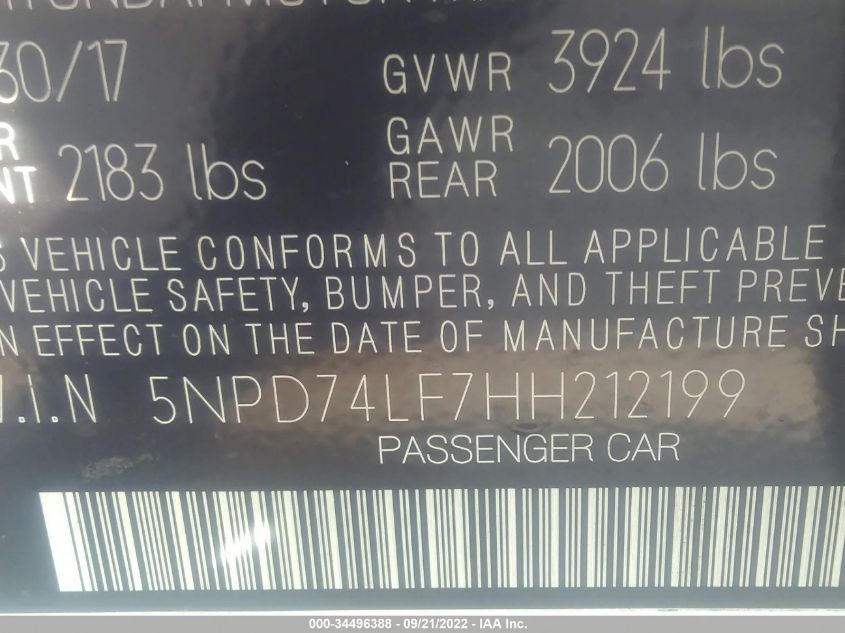 HYUNDAI MOTOR
30/17 GVWR 3924 lbs
2183 lbs GAWR REAR 2006 lbs
VEHICLE CONFORMS TO ALL APPLICABLE
VEHICLE SAFETY, BUMPER, AND THEFT PREVE
N EFFECT ON THE DATE OF MANUFACTURE SH
.i.N 5NPD74LF7HH212199
PASSENGER CAR
000-34496388 - 09/21/2022 - IAA Inc.